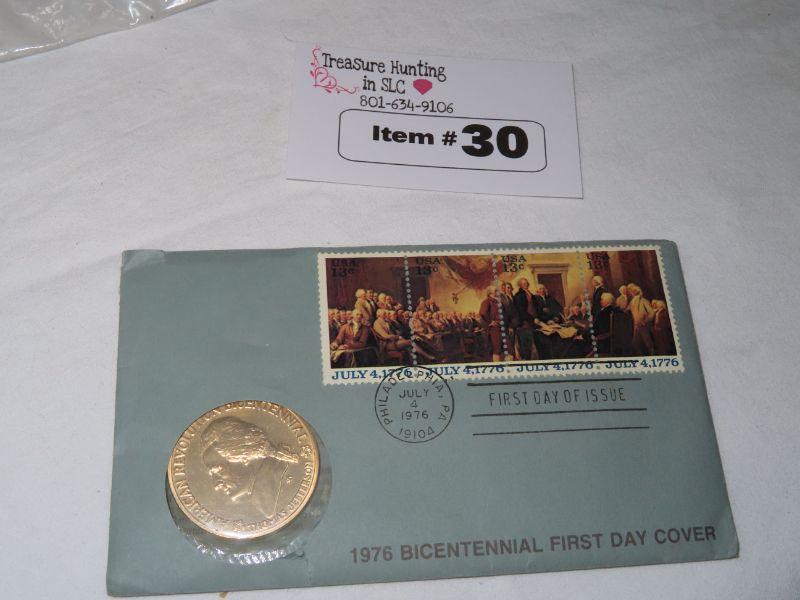 Treasure Hunting
in SLC
801-634-9106
Item # 30
USA USA USA USA
13c 13c 13c 13c
JULY 4,1776 JULY 4,1776 JULY 4,1776 JULY 4,1776
PHILADELPHIA, PA
JULY
4
1976
19104
FIRST DAY OF ISSUE
AMERICAN REVOLUTION BICENTENNIAL
THOMAS JEFFERSON
1976 BICENTENNIAL FIRST DAY COVER